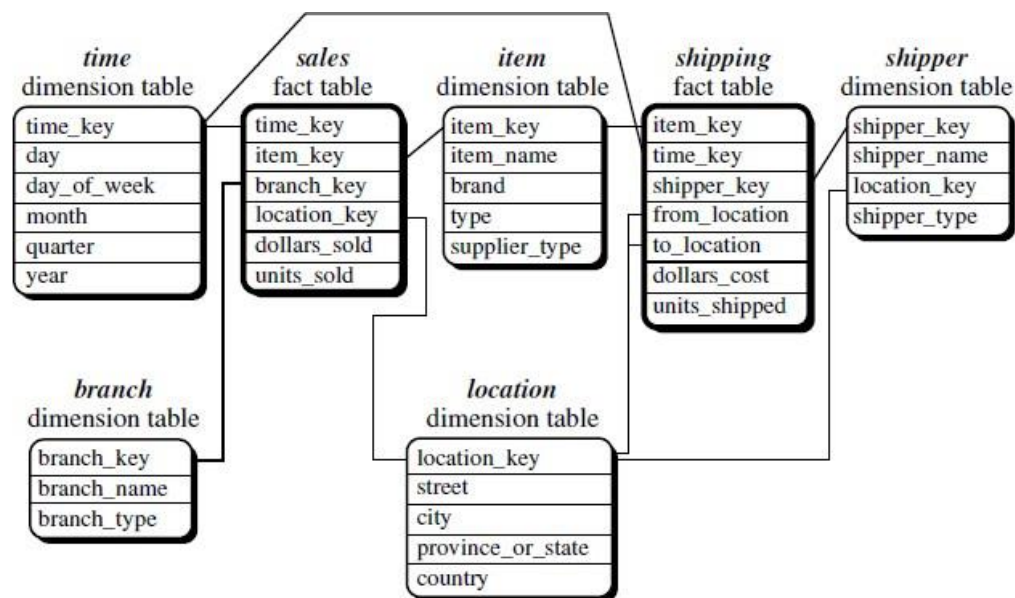 time
dimension table
time_key
day
day_of_week
month
quarter
year
sales
fact table
time_key
item_key
branch_key
location_key
dollars_sold
units_sold
item
dimension table
item_key
item_name
brand
type
supplier_type
shipping
fact table
item_key
time_key
shipper_key
from_location
to_location
dollars_cost
units_shipped
shipper
dimension table
shipper_key
shipper_name
location_key
shipper_type
branch
dimension table
branch_key
branch_name
branch_type
location
dimension table
location_key
street
city
province_or_state
country